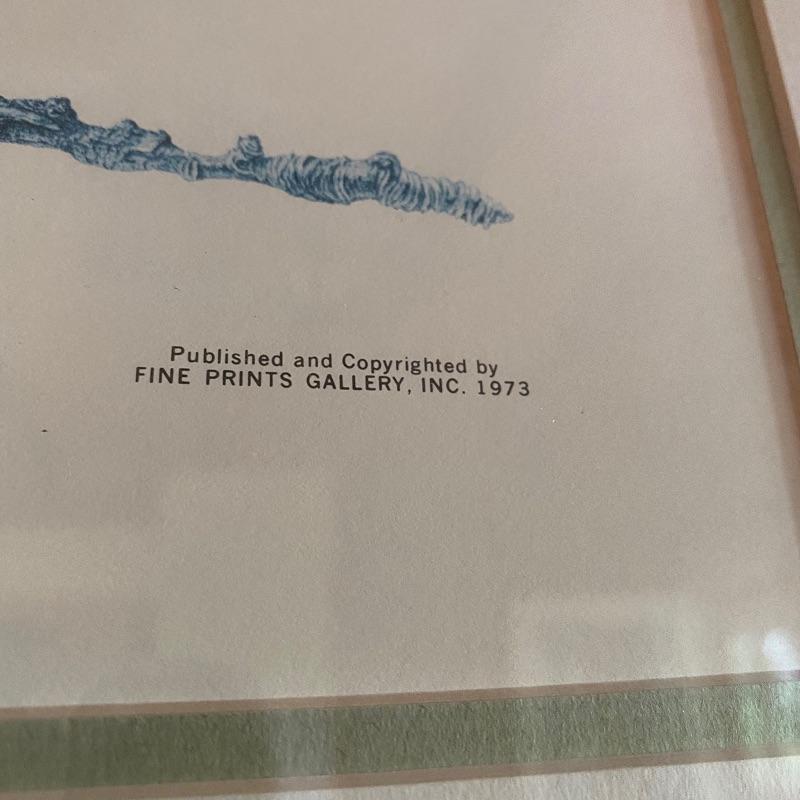 Published and Copyrighted by
FINE PRINTS GALLERY, INC. 1973